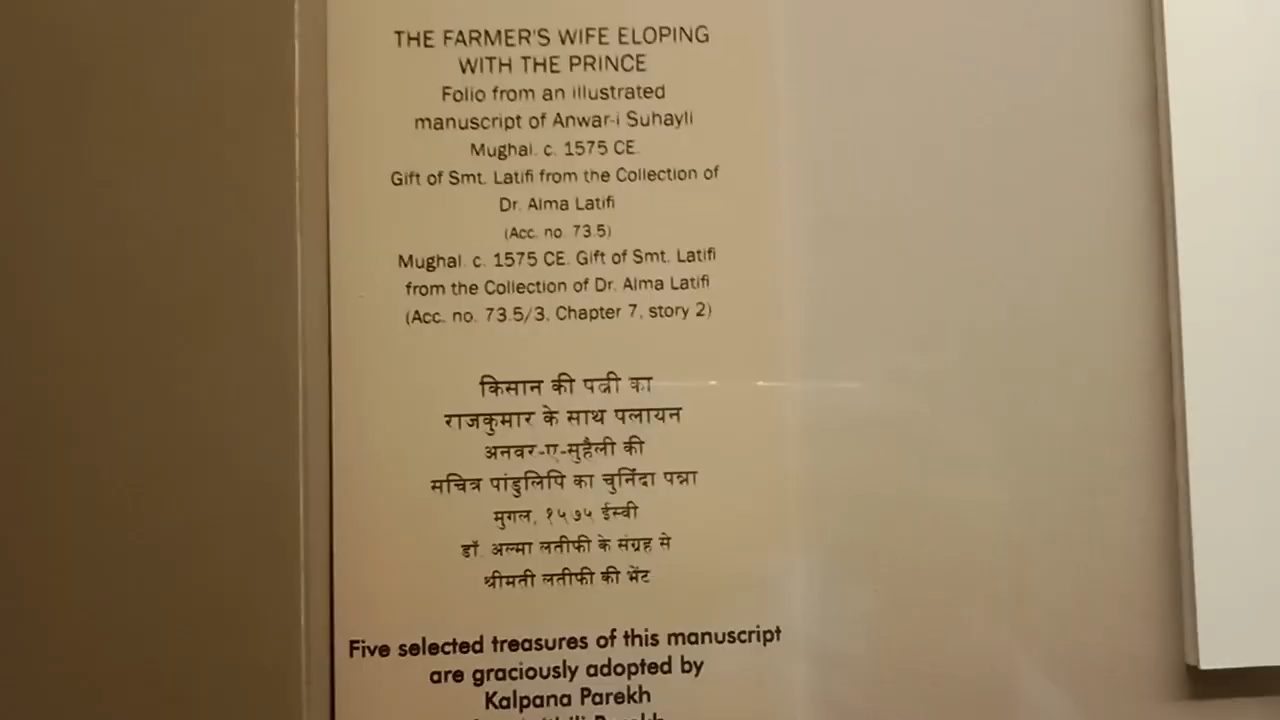 THE FARMER'S WIFE ELOPING
WITH THE PRINCE
Folio from an illustrated
manuscript of Anwar-i Suhayli
Mughal. c. 1575 CE.
Gift of Smt. Latifi from the Collection of
Dr. Alma Latifi
(Acc. no. 73.5)
Mughal. c. 1575 CE. Gift of Smt. Latifi
from the Collection of Dr. Alma Latifi
(Acc. no. 73.5/3, Chapter 7, story 2)
किसान की पत्नी का
राजकुमार के साथ पलायन
अनवर-ए-सुहैली की
सचित्र पांडुलिपि का चुनिंदा पन्ना
मुगल, १५७५ ईस्वी
डॉ. अल्मा लतीफी के संग्रह से
श्रीमती लतीफी की भेंट
Five selected treasures of this manuscript
are graciously adopted by
Kalpana Parekh